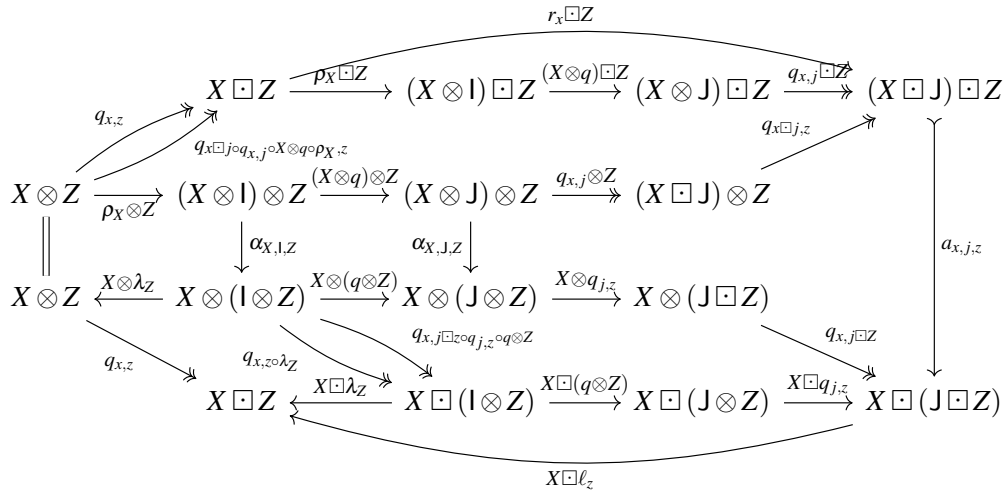 r_x⊡Z
ρ_X⊡Z (X⊗q)⊡Z q_{x,j}⊡Z
X⊡Z (X⊗I)⊡Z (X⊗J)⊡Z (X⊡J)⊡Z
q_{x,z} q_{x⊡j∘q_{x,j}∘X⊗q∘ρ_X,z} q_{x⊡j,z}
(X⊗q)⊗Z q_{x,j}⊗Z
X⊗Z (X⊗I)⊗Z (X⊗J)⊗Z (X⊡J)⊗Z
ρ_X⊗Z
α_{X,I,Z} α_{X,J,Z} a_{x,j,z}
X⊗λ_Z X⊗(q⊗Z) X⊗q_{j,z}
X⊗Z X⊗(I⊗Z) X⊗(J⊗Z) X⊗(J⊡Z)
q_{x,z} q_{x,z∘λ_Z} q_{x,j⊡z∘q_{j,z}∘q⊗Z} q_{x,j⊡Z}
X⊡λ_Z X⊡(q⊗Z) X⊡q_{j,z}
X⊡Z X⊡(I⊗Z) X⊡(J⊗Z) X⊡(J⊡Z)
X⊡ℓ_z